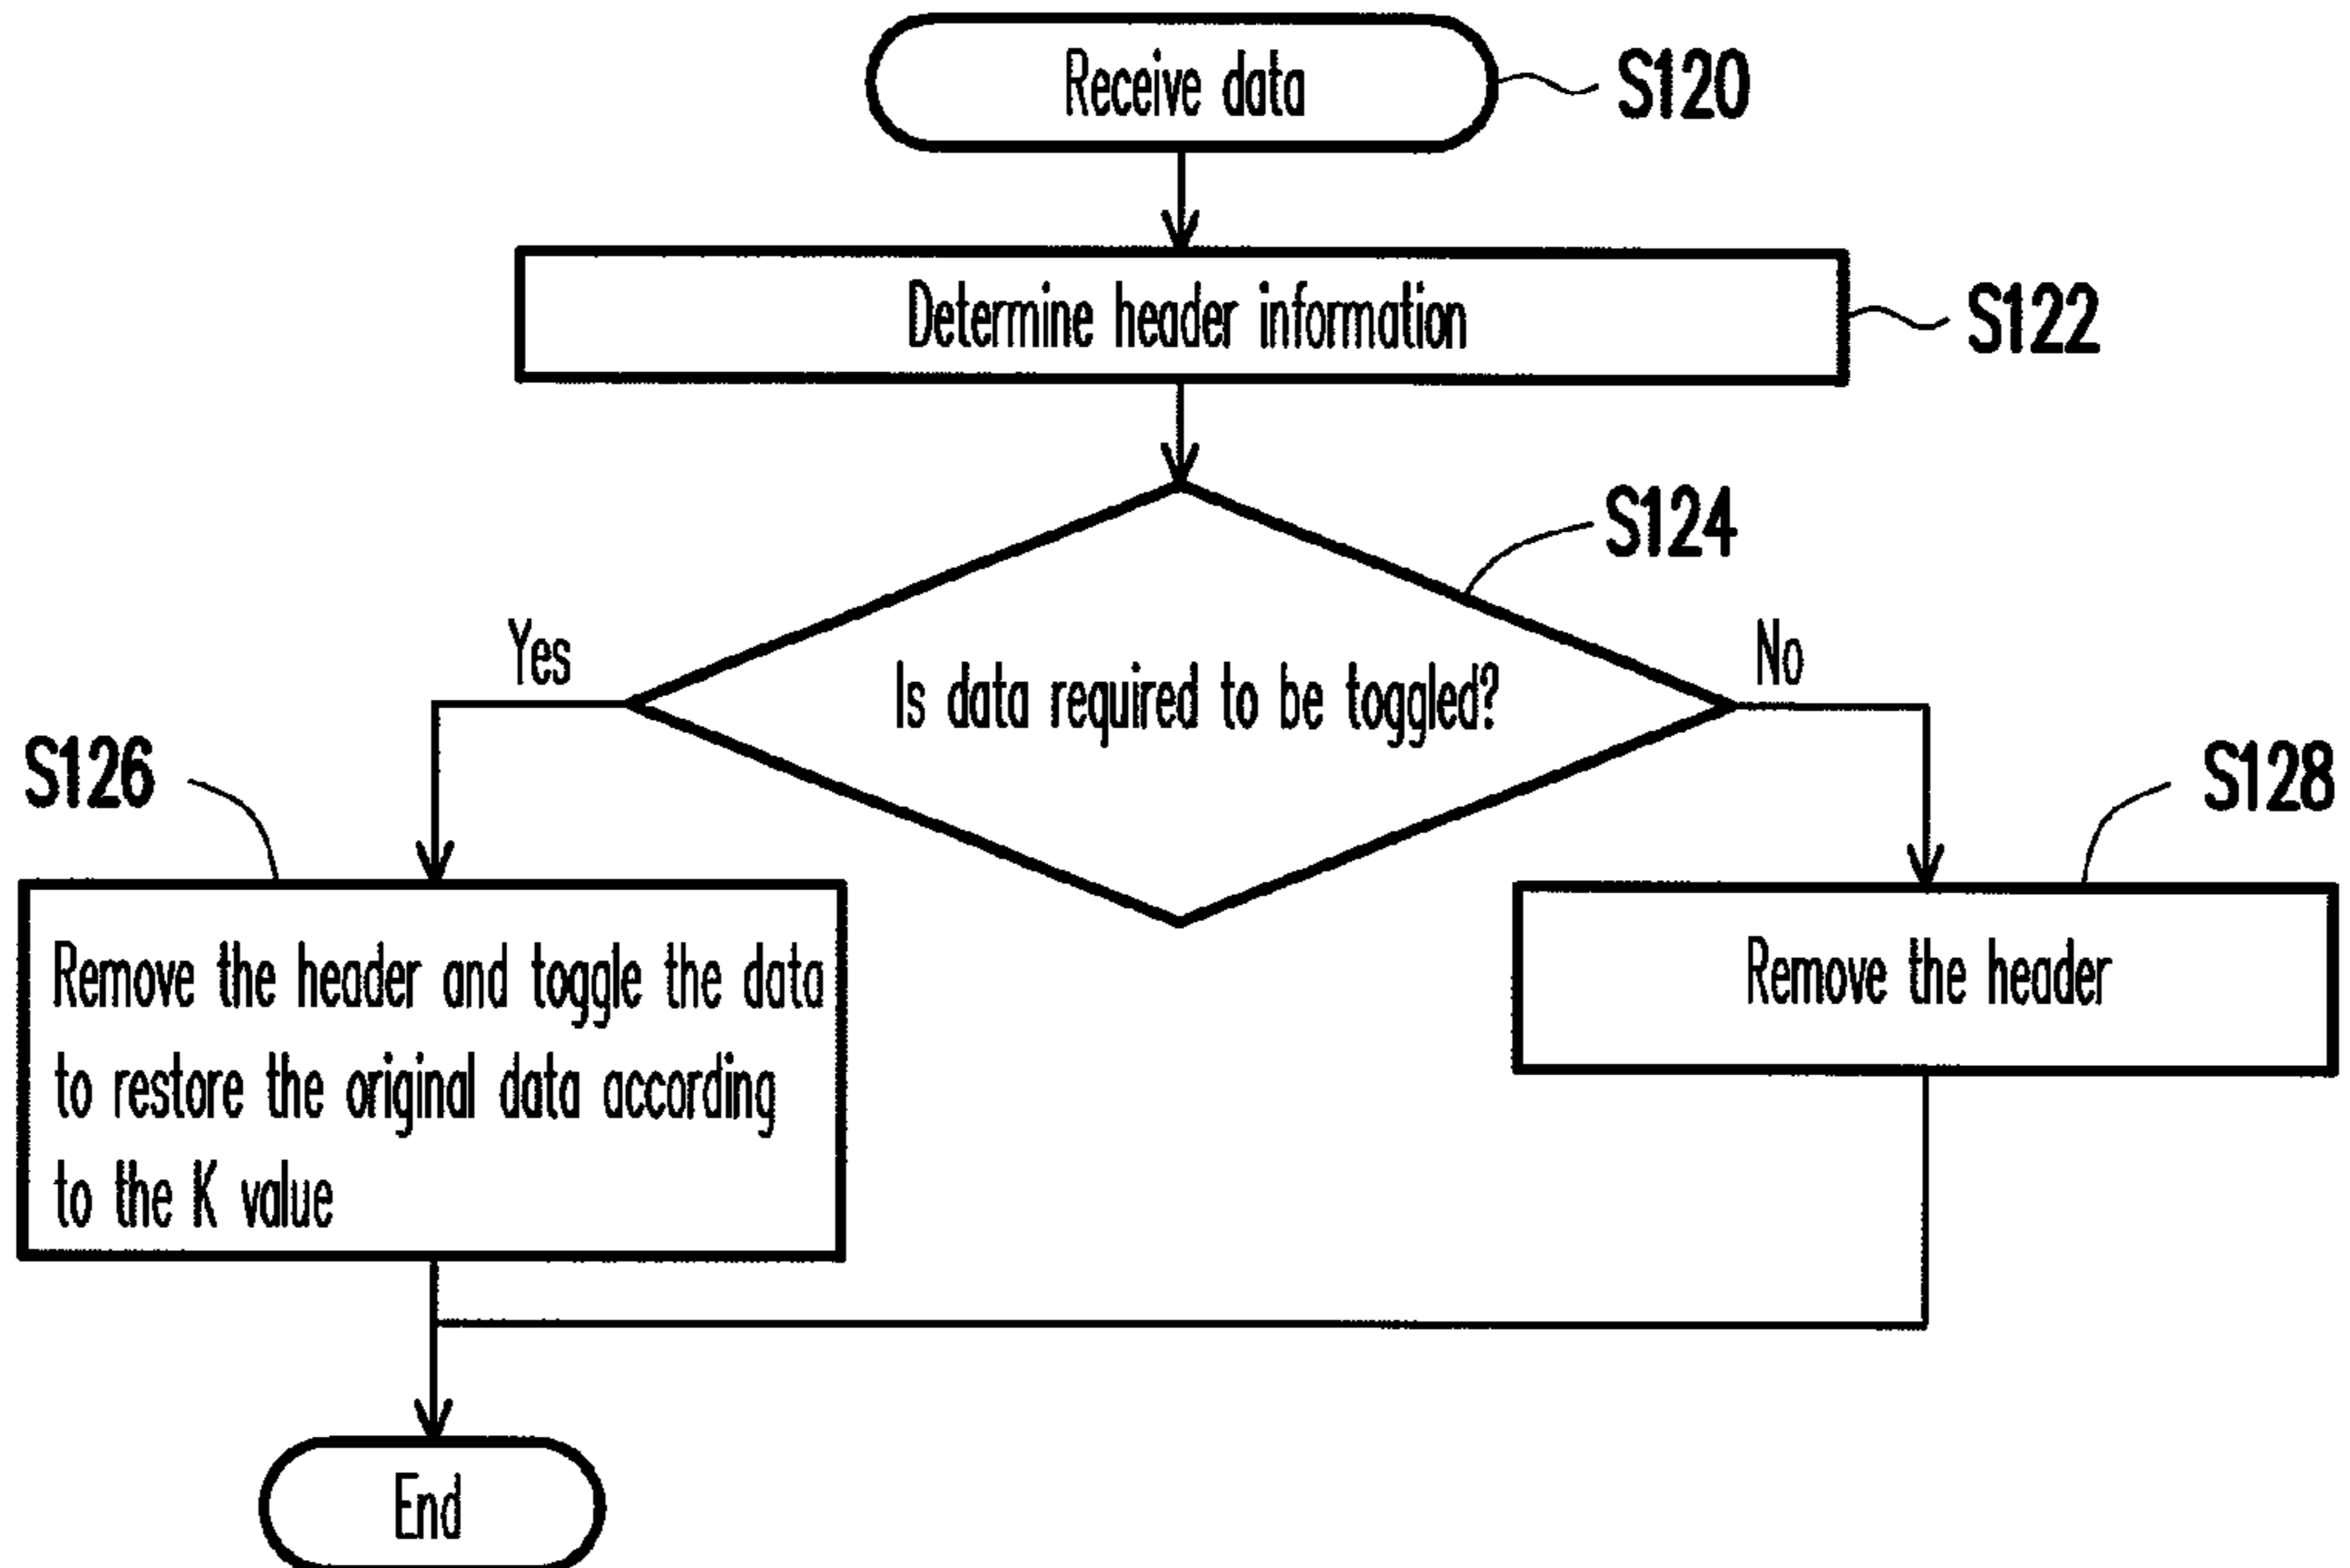 Receive data
S120
Determine header information
S122
S124
Yes
Is data required to be toggled?
No
S126
S128
Remove the header and toggle the data
to restore the original data according
to the K value
Remove the header
End